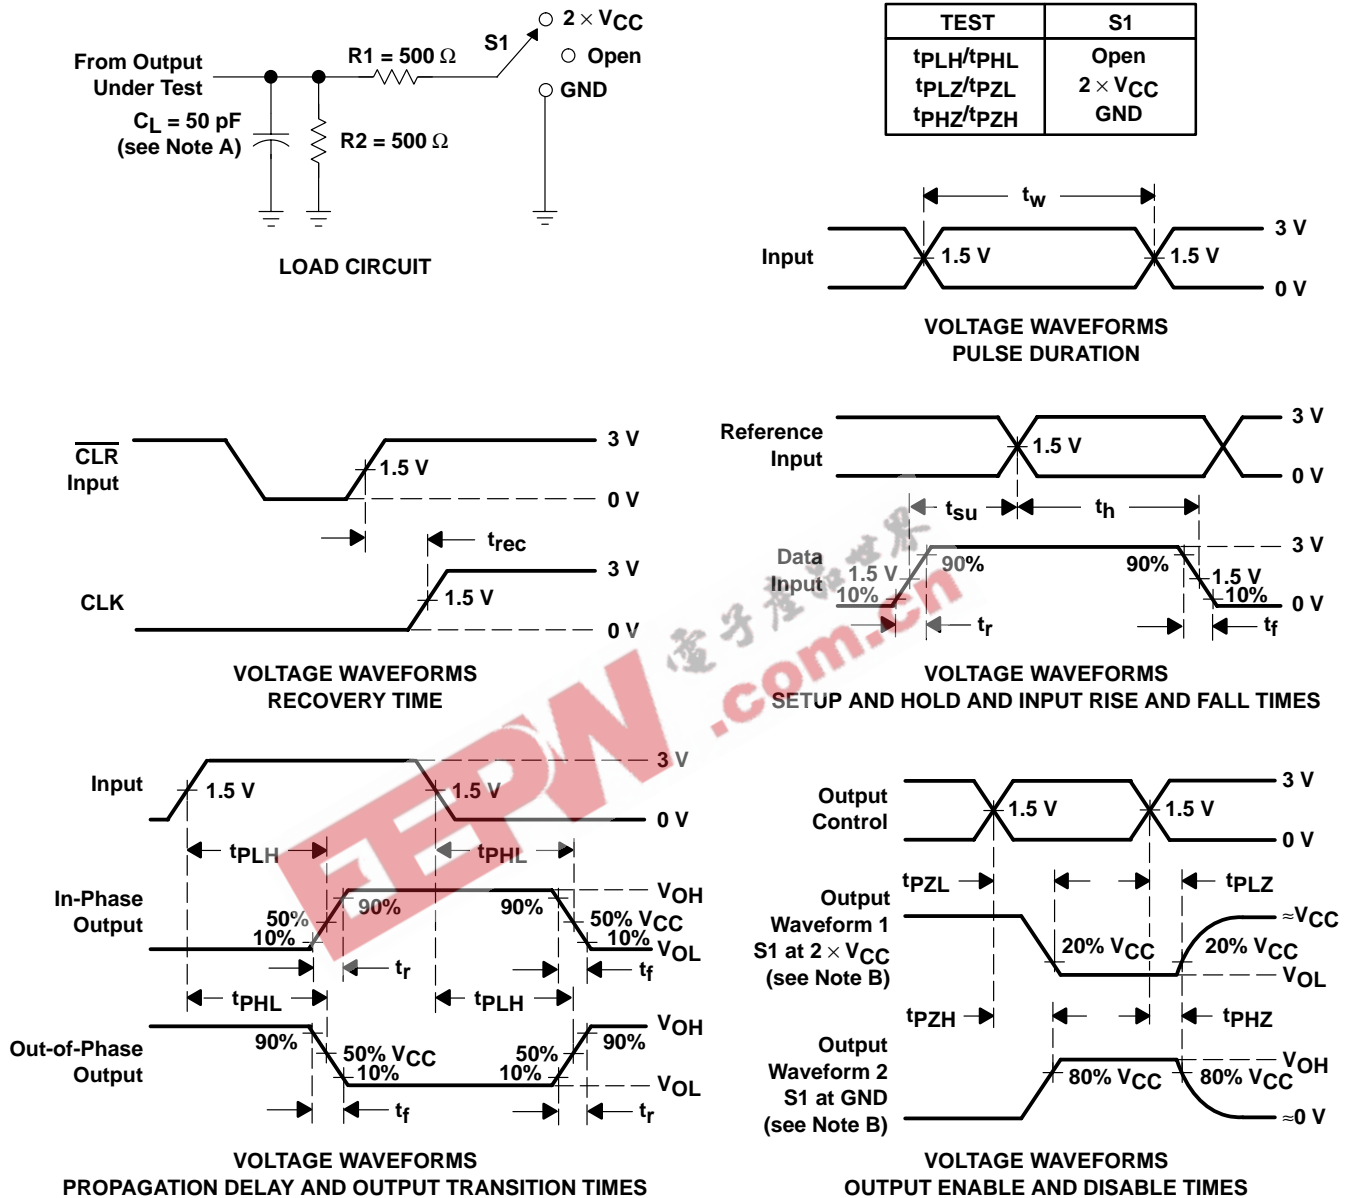 From Output
Under Test
R1 = 500 Ω
S1
2 × VCC
Open
GND
CL = 50 pF
(see Note A)
R2 = 500 Ω
LOAD CIRCUIT
TEST S1
tPLH/tPHL Open
tPLZ/tPZL 2 × VCC
tPHZ/tPZH GND
tw
Input
1.5 V
1.5 V
3 V
0 V
VOLTAGE WAVEFORMS
PULSE DURATION
CLR
Input
1.5 V
3 V
0 V
trec
CLK
1.5 V
3 V
0 V
VOLTAGE WAVEFORMS
RECOVERY TIME
Reference
Input
1.5 V
3 V
0 V
tsu
th
Data
Input
1.5 V
10%
90%
90%
1.5 V
10%
3 V
0 V
tr
tf
VOLTAGE WAVEFORMS
SETUP AND HOLD AND INPUT RISE AND FALL TIMES
Input
1.5 V
1.5 V
3 V
0 V
tPLH
tPHL
In-Phase
Output
50%
10%
90%
90%
50% VCC
10%
VOH
VOL
tr
tf
tPHL
tPLH
Out-of-Phase
Output
90%
50% VCC
10%
50%
10%
90%
VOH
VOL
tf
tr
VOLTAGE WAVEFORMS
PROPAGATION DELAY AND OUTPUT TRANSITION TIMES
Output
Control
1.5 V
1.5 V
3 V
0 V
tPZL
tPLZ
Output
Waveform 1
S1 at 2 × VCC
(see Note B)
20% VCC
20% VCC
≈VCC
VOL
tPZH
tPHZ
Output
Waveform 2
S1 at GND
(see Note B)
80% VCC
80% VCC
VOH
≈0 V
VOLTAGE WAVEFORMS
OUTPUT ENABLE AND DISABLE TIMES
EEPW
.com.cn
電子產品世界